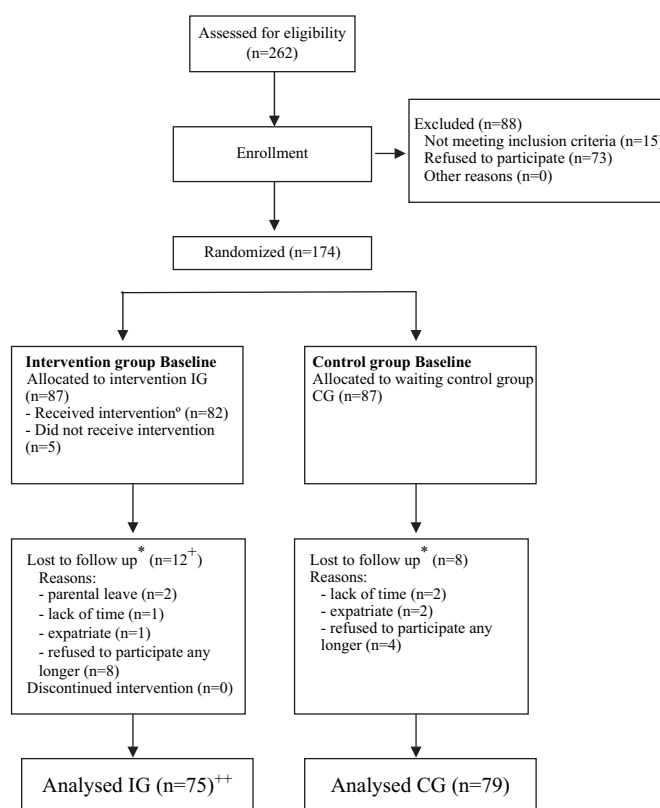 Assessed for eligibility
(n=262)
Excluded (n=88)
Not meeting inclusion criteria (n=15)
Refused to participate (n=73)
Other reasons (n=0)
Enrollment
Randomized (n=174)
Intervention group Baseline
Allocated to intervention IG
(n=87)
- Received interventionº (n=82)
- Did not receive intervention
(n=5)
Control group Baseline
Allocated to waiting control group
CG (n=87)
Lost to follow up* (n=12+)
Reasons:
- parental leave (n=2)
- lack of time (n=1)
- expatriate (n=1)
- refused to participate any
longer (n=8)
Discontinued intervention (n=0)
Lost to follow up* (n=8)
Reasons:
- lack of time (n=2)
- expatriate (n=2)
- refused to participate any
longer (n=4)
Analysed IG (n=75)++
Analysed CG (n=79)